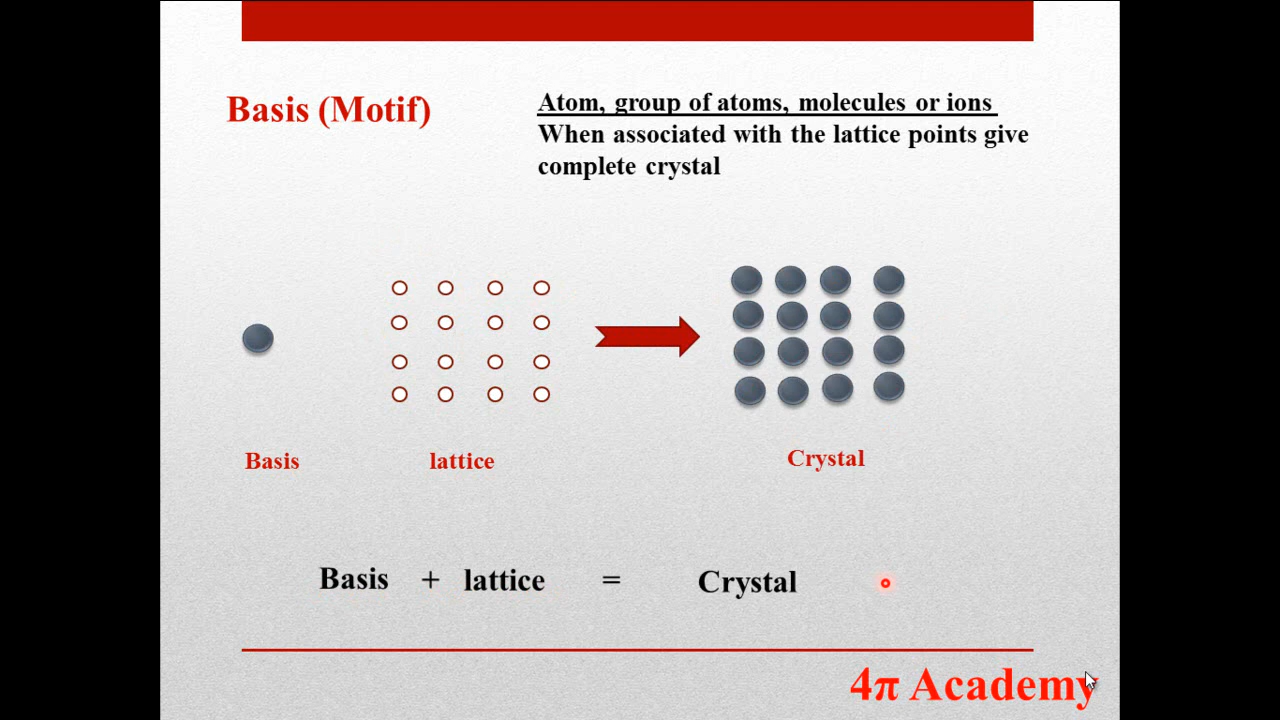 Basis (Motif)
Atom, group of atoms, molecules or ions
When associated with the lattice points give
complete crystal
Basis
lattice
Crystal
Basis + lattice = Crystal
4π Academy